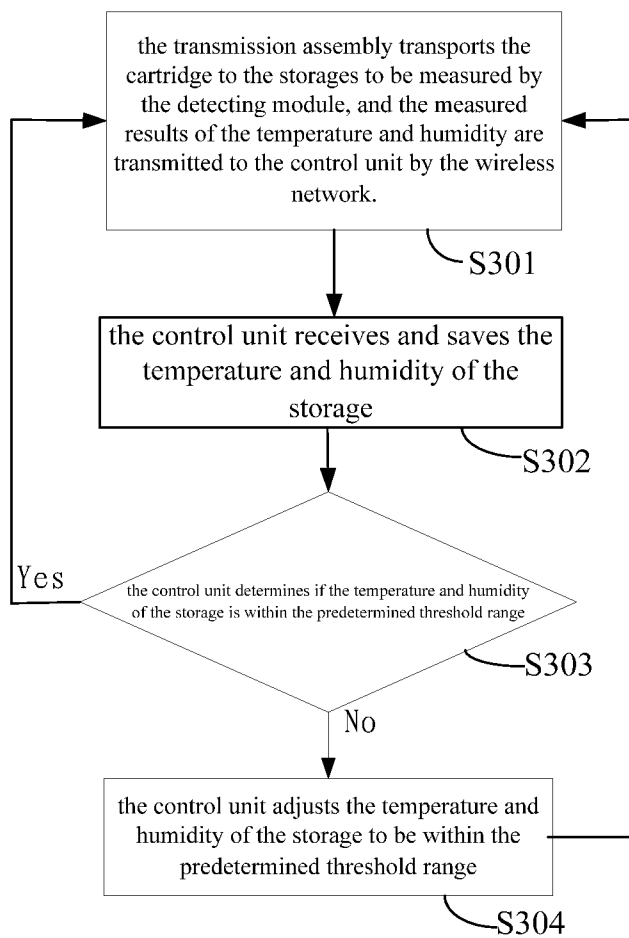 the transmission assembly transports the
cartridge to the storages to be measured by
the detecting module, and the measured
results of the temperature and humidity are
transmitted to the control unit by the wireless
network.
S301
the control unit receives and saves the
temperature and humidity of the
storage
S302
Yes
the control unit determines if the temperature and humidity
of the storage is within the predetermined threshold range
S303
No
the control unit adjusts the temperature and
humidity of the storage to be within the
predetermined threshold range
S304